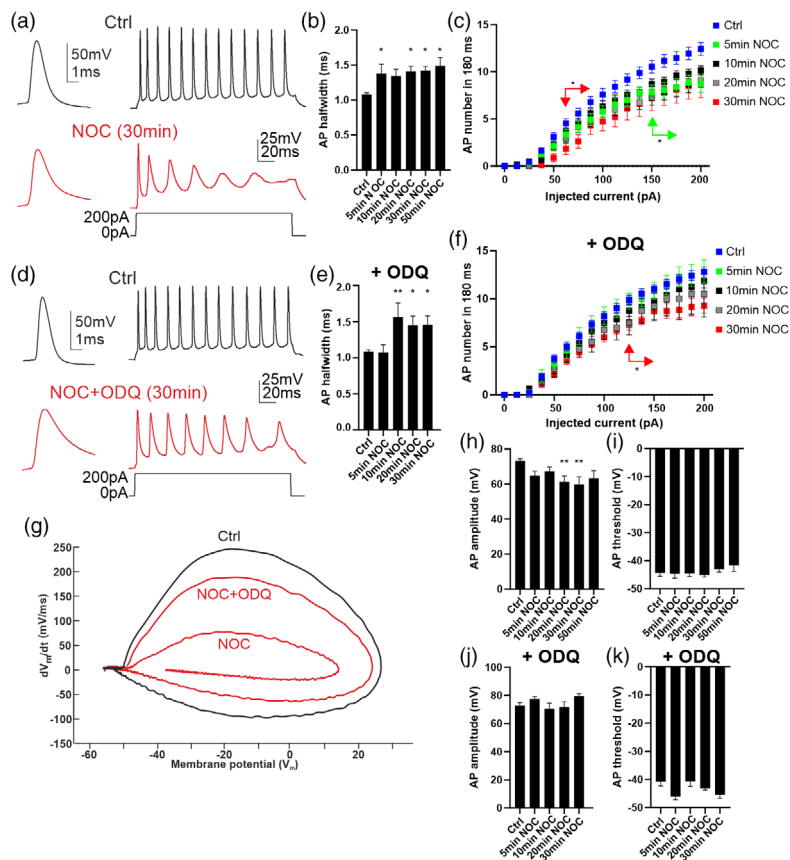 (a)
Ctrl
50mV
1ms
NOC (30min)
25mV
20ms
200pA
0pA
(b)
AP halfwidth (ms)
2.0
1.5
1.0
0.5
0.0
*
*
*
*
Ctrl
5min N OC
10min NOC
20min NOC
30min NOC
50min NOC
(c)
AP number in 180 ms
15
10
5
0
0
50
100
150
200
Injected current (pA)
*
*
Ctrl
5min NOC
10min NOC
20min NOC
30min NOC
(d)
Ctrl
50mV
1ms
NOC+ODQ (30min)
25mV
20ms
200pA
0pA
(e)
+ ODQ
AP halfwidth (ms)
2.0
1.5
1.0
0.5
0.0
**
*
*
Ctrl
5min NOC
10min NOC
20min NOC
30min NOC
(f)
+ ODQ
AP number in 180 ms
15
10
5
0
0
50
100
150
200
Injected current (pA)
*
Ctrl
5min NOC
10min NOC
20min NOC
30min NOC
(g)
Ctrl
NOC+ODQ
NOC
dVm/dt (mV/ms)
250
200
150
100
50
0
-50
-100
-150
-60
-40
-20
0
20
Membrane potential (Vm)
(h)
AP amplitude (mV)
80
60
40
20
0
**
**
Ctrl
5min NOC
10min NOC
20min NOC
30min NOC
50min NOC
(i)
AP threshold (mV)
0
-20
-40
-60
Ctrl
5min NOC
10min NOC
20min NOC
30min NOC
50min NOC
(j)
+ ODQ
AP amplitude (mV)
100
80
60
40
20
0
Ctrl
5min NOC
10min NOC
20min NOC
30min NOC
(k)
+ ODQ
AP threshold (mV)
0
-10
-20
-30
-40
-50
Ctrl
5min NOC
10min NOC
20min NOC
30min NOC